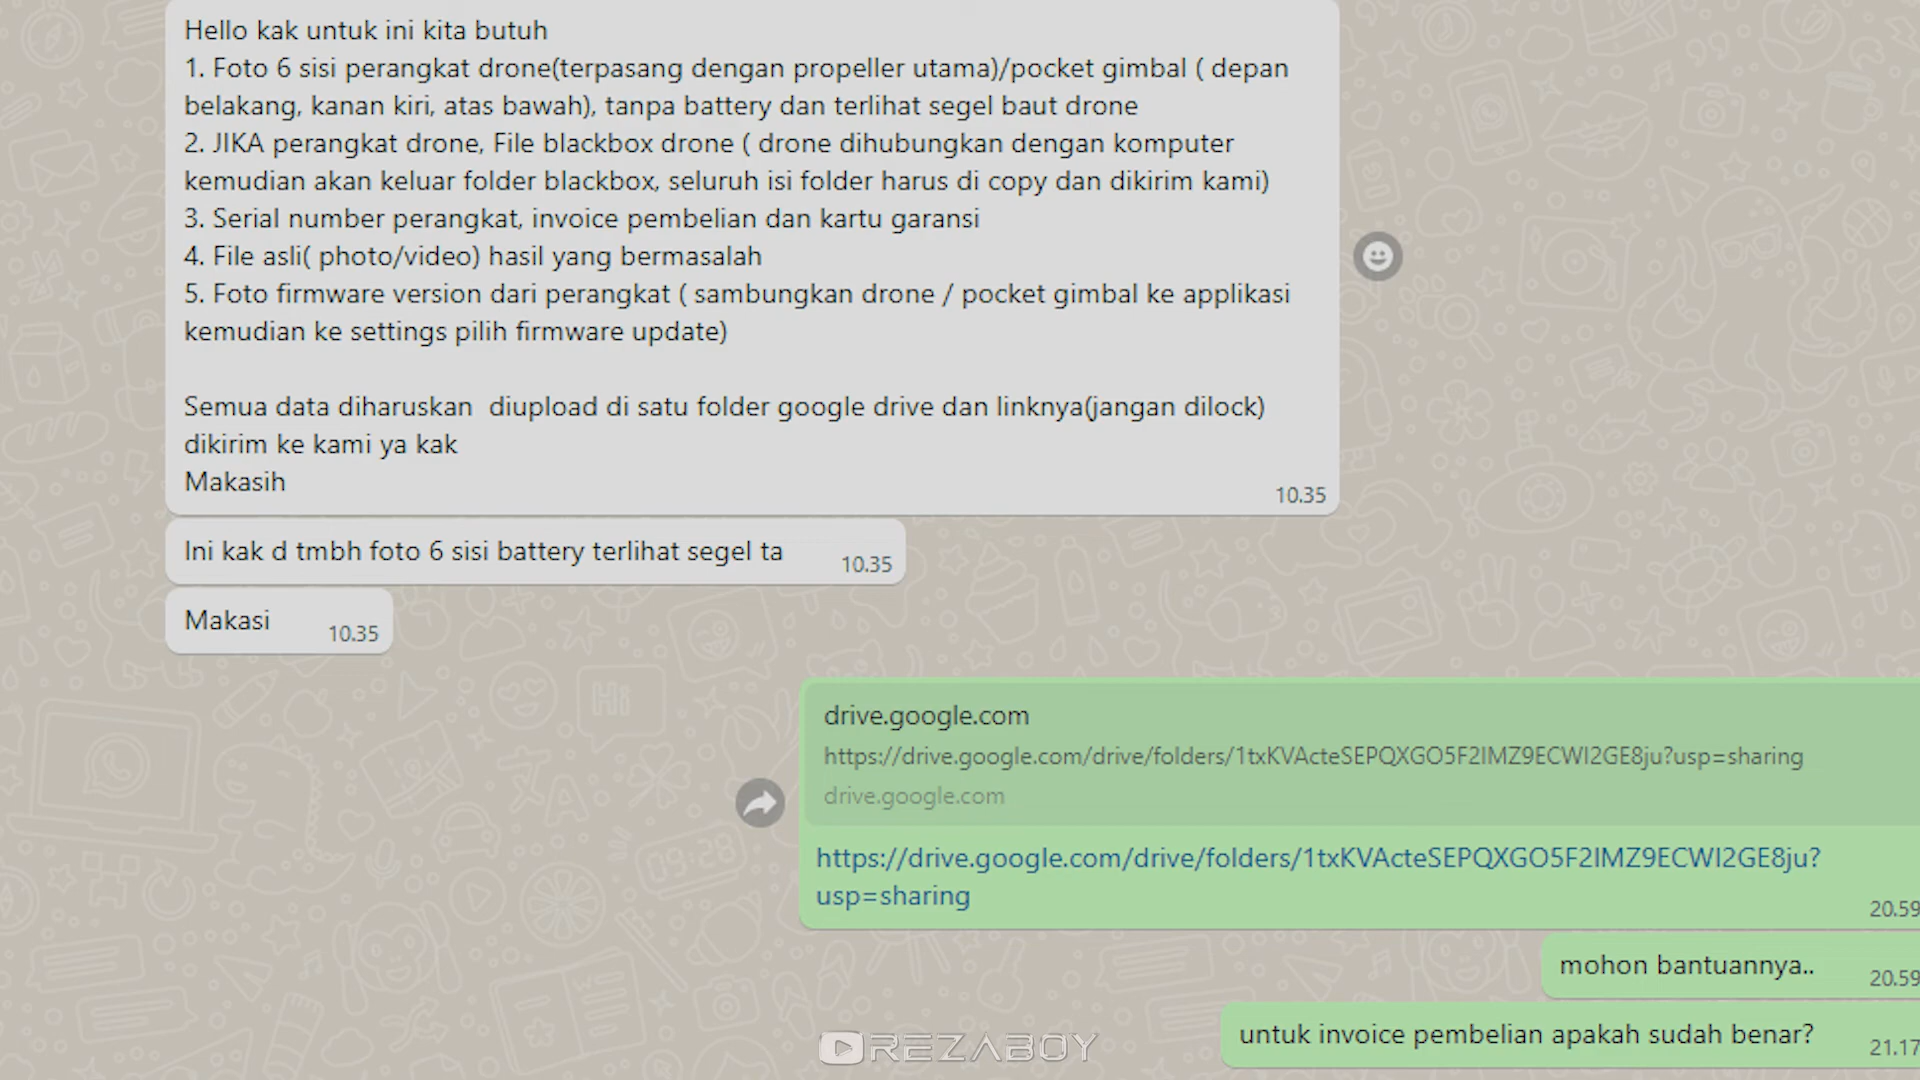 Hello kak untuk ini kita butuh
1. Foto 6 sisi perangkat drone(terpasang dengan propeller utama)/pocket gimbal ( depan
belakang, kanan kiri, atas bawah), tanpa battery dan terlihat segel baut drone
2. JIKA perangkat drone, File blackbox drone ( drone dihubungkan dengan komputer
kemudian akan keluar folder blackbox, seluruh isi folder harus di copy dan dikirim kami)
3. Serial number perangkat, invoice pembelian dan kartu garansi
4. File asli( photo/video) hasil yang bermasalah
5. Foto firmware version dari perangkat ( sambungkan drone / pocket gimbal ke applikasi
kemudian ke settings pilih firmware update)
Semua data diharuskan  diupload di satu folder google drive dan linknya(jangan dilock)
dikirim ke kami ya kak
Makasih
10.35
Ini kak d tmbh foto 6 sisi battery terlihat segel ta
10.35
Makasi
10.35
drive.google.com
https://drive.google.com/drive/folders/1txKVActeSEPQXGO5F2IMZ9ECWI2GE8ju?usp=sharing
drive.google.com
https://drive.google.com/drive/folders/1txKVActeSEPQXGO5F2IMZ9ECWI2GE8ju?
usp=sharing
20.59
mohon bantuannya..
20.59
untuk invoice pembelian apakah sudah benar?
21.17
REZABOY